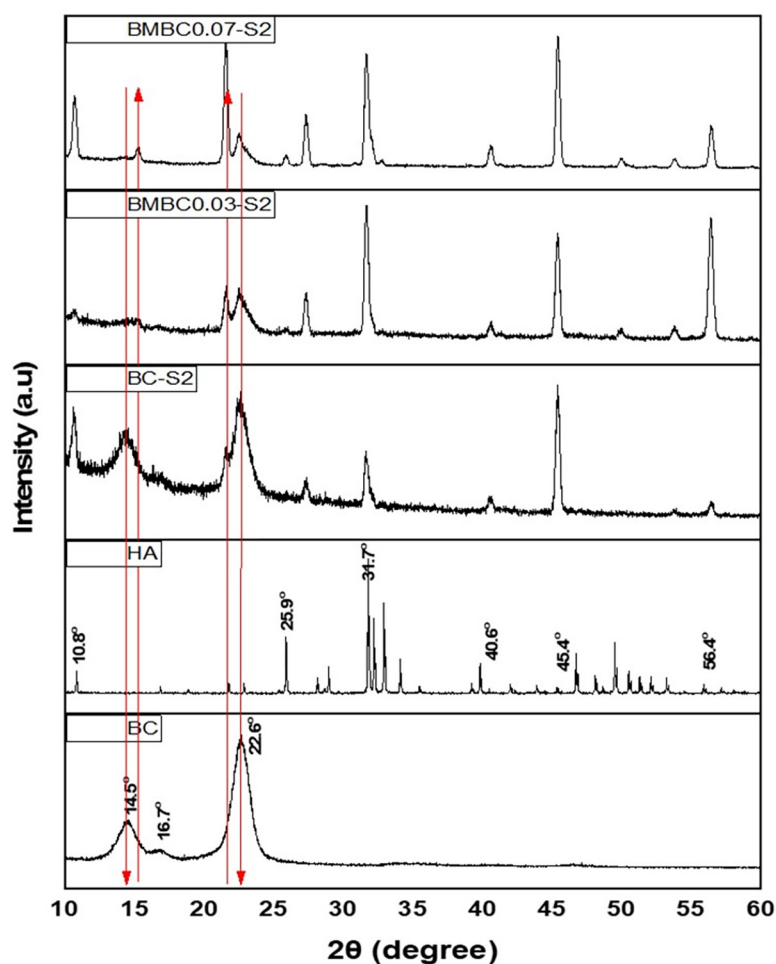 BMBC0.07-S2
BMBC0.03-S2
BC-S2
HA
10.8°
25.9°
31.7°
40.6°
45.4°
56.4°
BC
14.5°
16.7°
22.6°
Intensity (a.u)
10 15 20 25 30 35 40 45 50 55 60
2θ (degree)